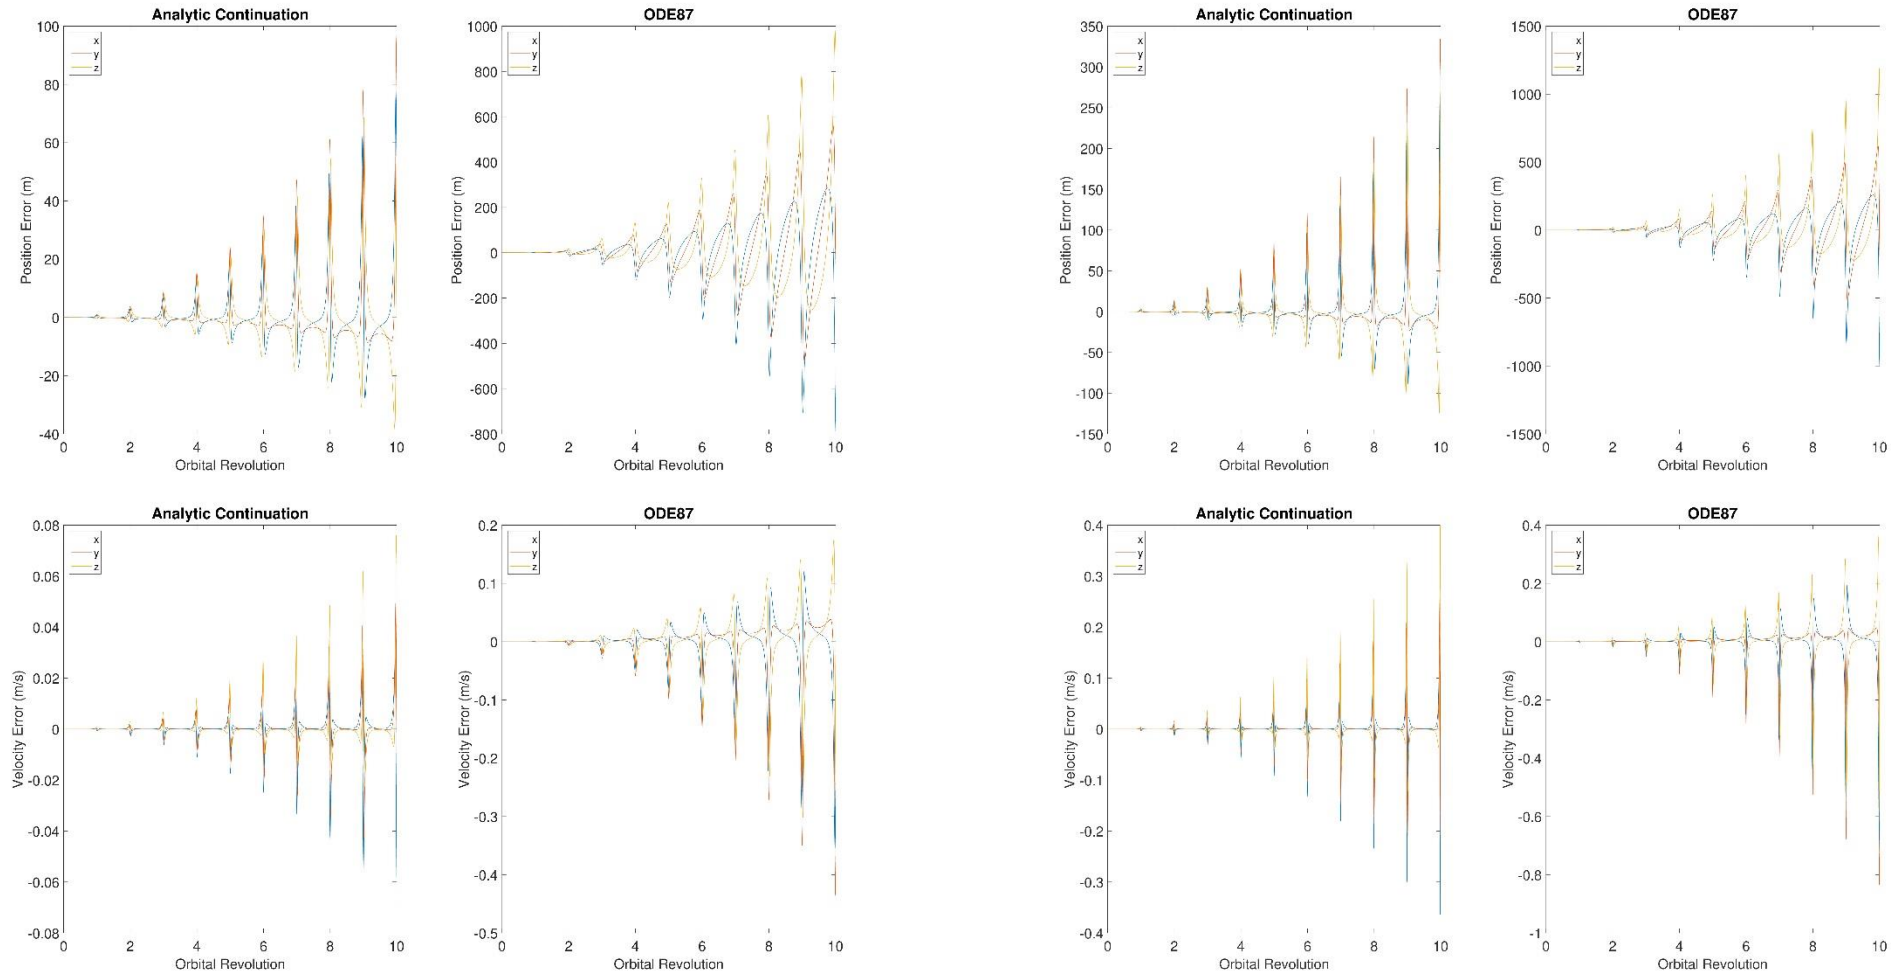 Analytic Continuation
100
80
60
40
20
0
-20
-40
Position Error (m)
x
y
z
0 2 4 6 8 10
Orbital Revolution
ODE87
1000
800
600
400
200
0
-200
-400
-600
-800
Position Error (m)
x
y
z
0 2 4 6 8 10
Orbital Revolution
Analytic Continuation
350
300
250
200
150
100
50
0
-50
-100
-150
Position Error (m)
x
y
z
0 2 4 6 8 10
Orbital Revolution
ODE87
1500
1000
500
0
-500
-1000
-1500
Position Error (m)
x
y
z
0 2 4 6 8 10
Orbital Revolution
Analytic Continuation
0.08
0.06
0.04
0.02
0
-0.02
-0.04
-0.06
-0.08
Velocity Error (m/s)
x
y
z
0 2 4 6 8 10
Orbital Revolution
ODE87
0.2
0.1
0
-0.1
-0.2
-0.3
-0.4
-0.5
Velocity Error (m/s)
x
y
z
0 2 4 6 8 10
Orbital Revolution
Analytic Continuation
0.4
0.3
0.2
0.1
0
-0.1
-0.2
-0.3
-0.4
Velocity Error (m/s)
x
y
z
0 2 4 6 8 10
Orbital Revolution
ODE87
0.4
0.2
0
-0.2
-0.4
-0.6
-0.8
-1
Velocity Error (m/s)
x
y
z
0 2 4 6 8 10
Orbital Revolution